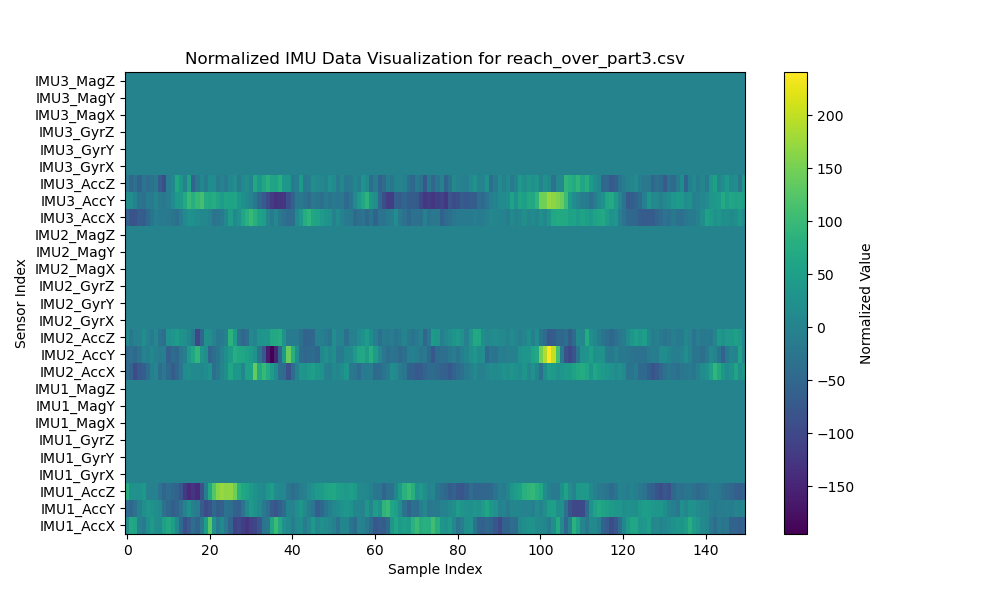 Normalized IMU Data Visualization for reach_over_part3.csv
Sensor Index
IMU3_MagZ
IMU3_MagY
IMU3_MagX
IMU3_GyrZ
IMU3_GyrY
IMU3_GyrX
IMU3_AccZ
IMU3_AccY
IMU3_AccX
IMU2_MagZ
IMU2_MagY
IMU2_MagX
IMU2_GyrZ
IMU2_GyrY
IMU2_GyrX
IMU2_AccZ
IMU2_AccY
IMU2_AccX
IMU1_MagZ
IMU1_MagY
IMU1_MagX
IMU1_GyrZ
IMU1_GyrY
IMU1_GyrX
IMU1_AccZ
IMU1_AccY
IMU1_AccX
0 20 40 60 80 100 120 140
Sample Index
200
150
100
50
0
−50
−100
−150
Normalized Value